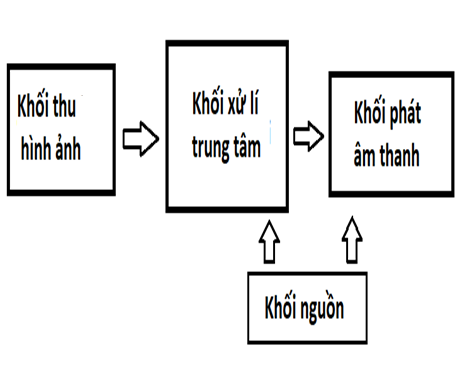 Khối thu
hình ảnh
Khối xử lí
trung tâm
Khối phát
âm thanh
Khối nguồn